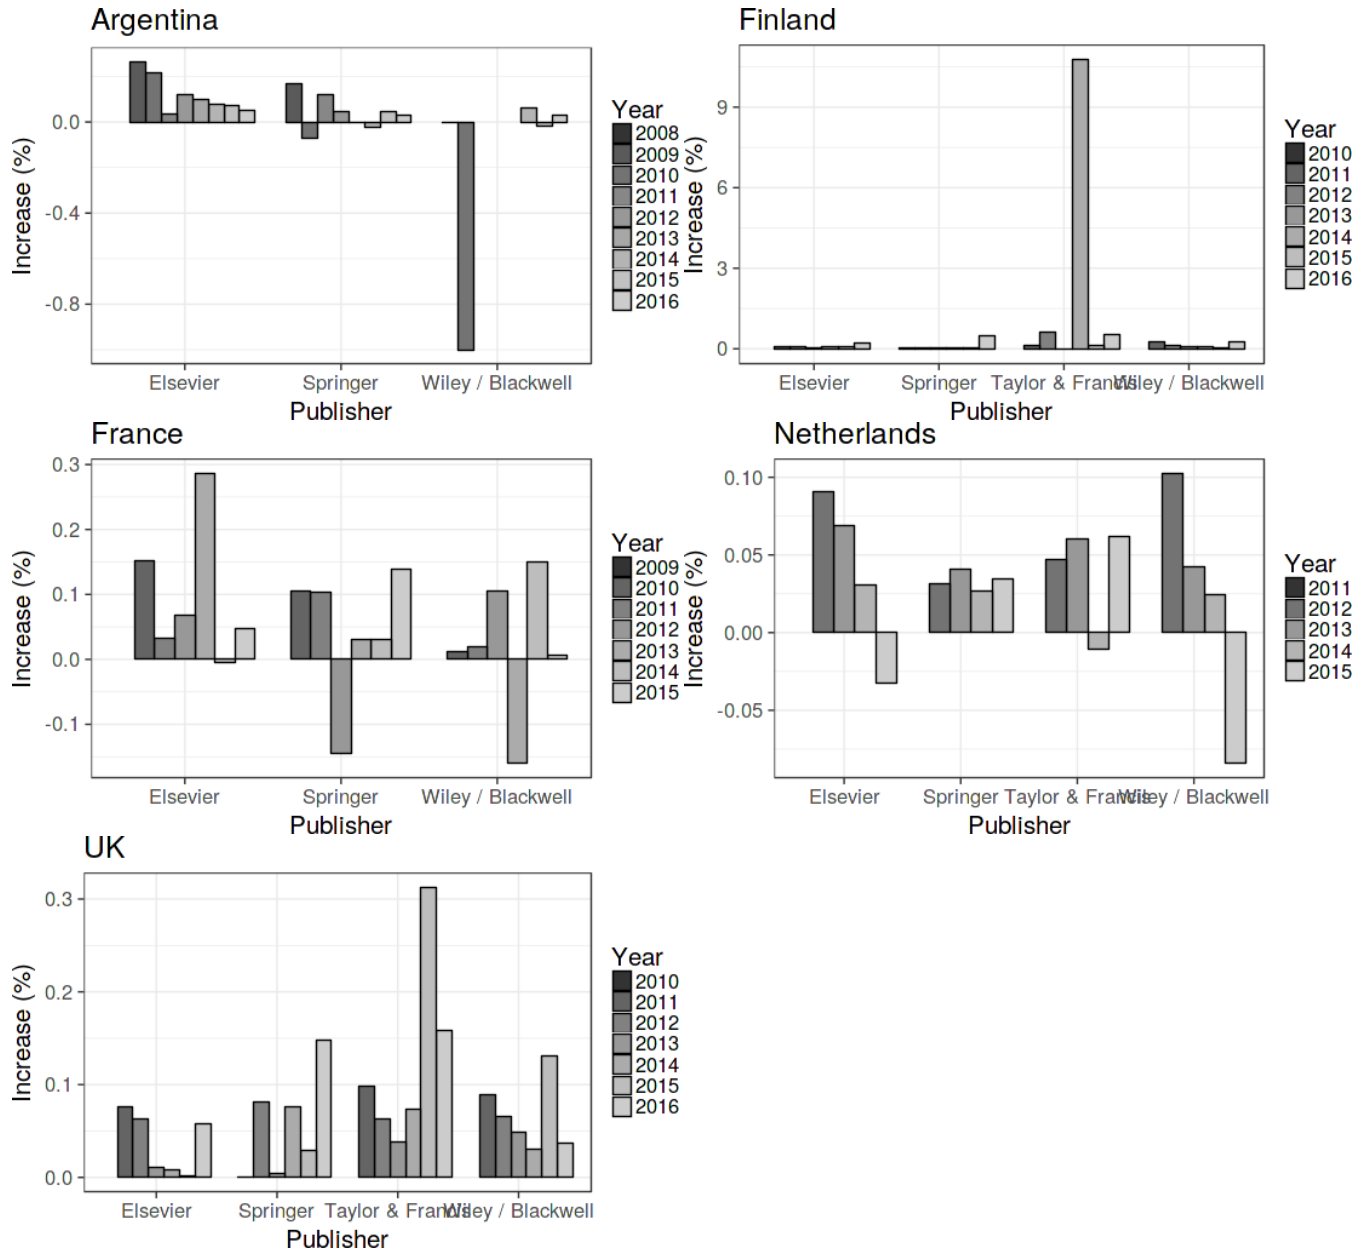 Argentina
Increase (%)
0.0
-0.4
-0.8
Elsevier
Springer
Wiley / Blackwell
Publisher
Year
2008
2009
2010
2011
2012
2013
2014
2015
2016
Finland
Increase (%)
9
6
3
0
Elsevier
Springer
Taylor & Francis
Wiley / Blackwell
Publisher
Year
2010
2011
2012
2013
2014
2015
2016
France
Increase (%)
0.3
0.2
0.1
0.0
-0.1
Elsevier
Springer
Wiley / Blackwell
Publisher
Year
2009
2010
2011
2012
2013
2014
2015
Netherlands
Increase (%)
0.10
0.05
0.00
-0.05
Elsevier
Springer
Taylor & Francis
Wiley / Blackwell
Publisher
Year
2011
2012
2013
2014
2015
UK
Increase (%)
0.3
0.2
0.1
0.0
Elsevier
Springer
Taylor & Francis
Wiley / Blackwell
Publisher
Year
2010
2011
2012
2013
2014
2015
2016